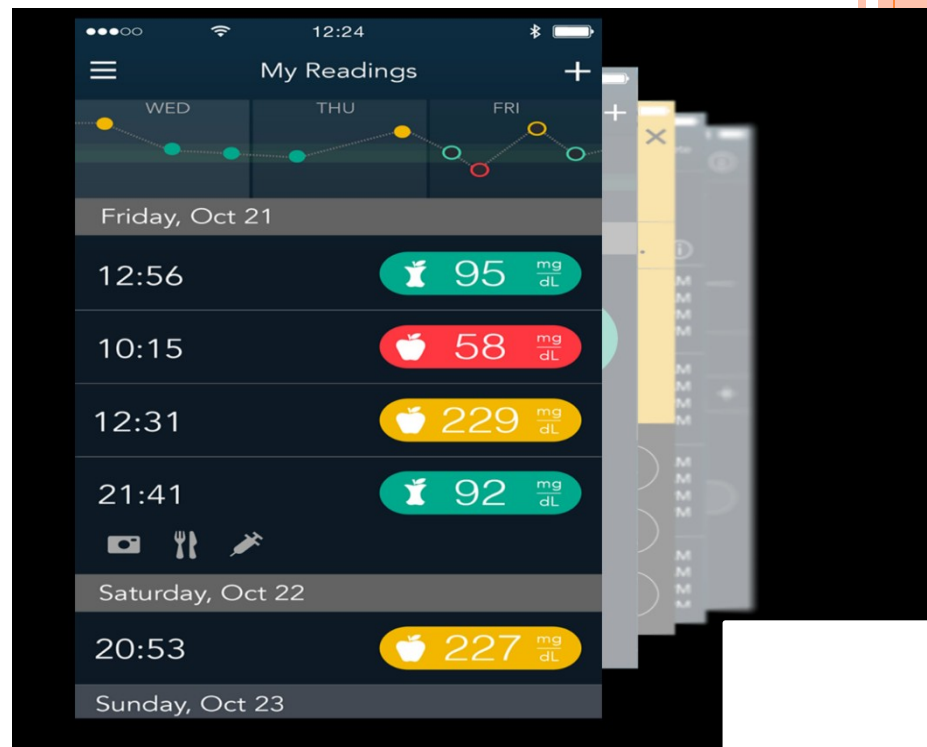 12:24
My Readings
WED THU FRI
Friday, Oct 21
12:56 95 mg/dL
10:15 58 mg/dL
12:31 229 mg/dL
21:41 92 mg/dL
Saturday, Oct 22
20:53 227 mg/dL
Sunday, Oct 23